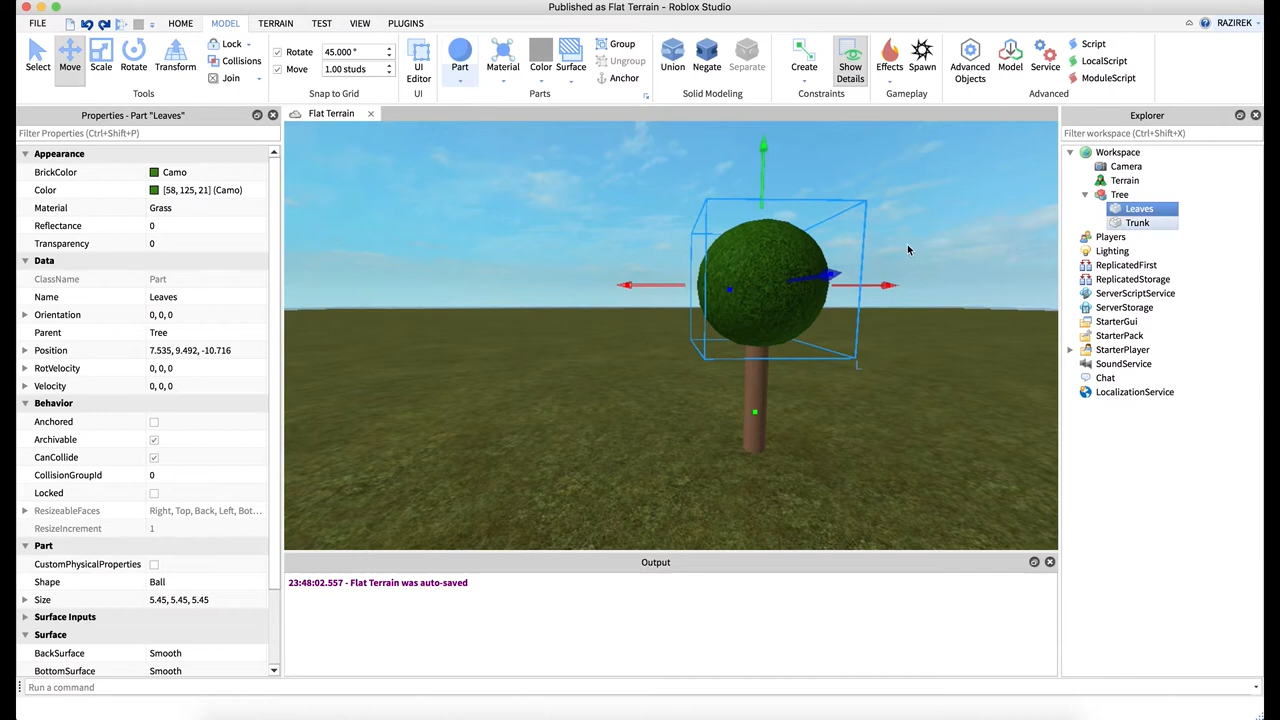 Published as Flat Terrain - Roblox Studio
FILE HOME MODEL TERRAIN TEST VIEW PLUGINS RAZIREK
Select Move Scale Rotate Transform
Lock
Collisions
Join
Tools
Rotate 45.000 °
Move 1.00 studs
Snap to Grid
UI
Editor
UI
Part Material Color Surface
Group
Ungroup
Anchor
Parts
Union Negate Separate
Solid Modeling
Create Show
Details
Constraints
Effects Spawn
Gameplay
Advanced
Objects
Model Service
Script
LocalScript
ModuleScript
Advanced
Properties - Part "Leaves"
Filter Properties (Ctrl+Shift+P)
Appearance
BrickColor Camo
Color [58, 125, 21] (Camo)
Material Grass
Reflectance 0
Transparency 0
Data
ClassName Part
Name Leaves
Orientation 0, 0, 0
Parent Tree
Position 7.535, 9.492, -10.716
RotVelocity 0, 0, 0
Velocity 0, 0, 0
Behavior
Anchored
Archivable
CanCollide
CollisionGroupId 0
Locked
ResizeableFaces Right, Top, Back, Left, Bot...
ResizeIncrement 1
Part
CustomPhysicalProperties
Shape Ball
Size 5.45, 5.45, 5.45
Surface Inputs
Surface
BackSurface Smooth
BottomSurface Smooth
Flat Terrain
L
Output
23:48:02.557 - Flat Terrain was auto-saved
Explorer
Filter workspace (Ctrl+Shift+X)
Workspace
Camera
Terrain
Tree
Leaves
Trunk
Players
Lighting
ReplicatedFirst
ReplicatedStorage
ServerScriptService
ServerStorage
StarterGui
StarterPack
StarterPlayer
SoundService
Chat
LocalizationService
Run a command